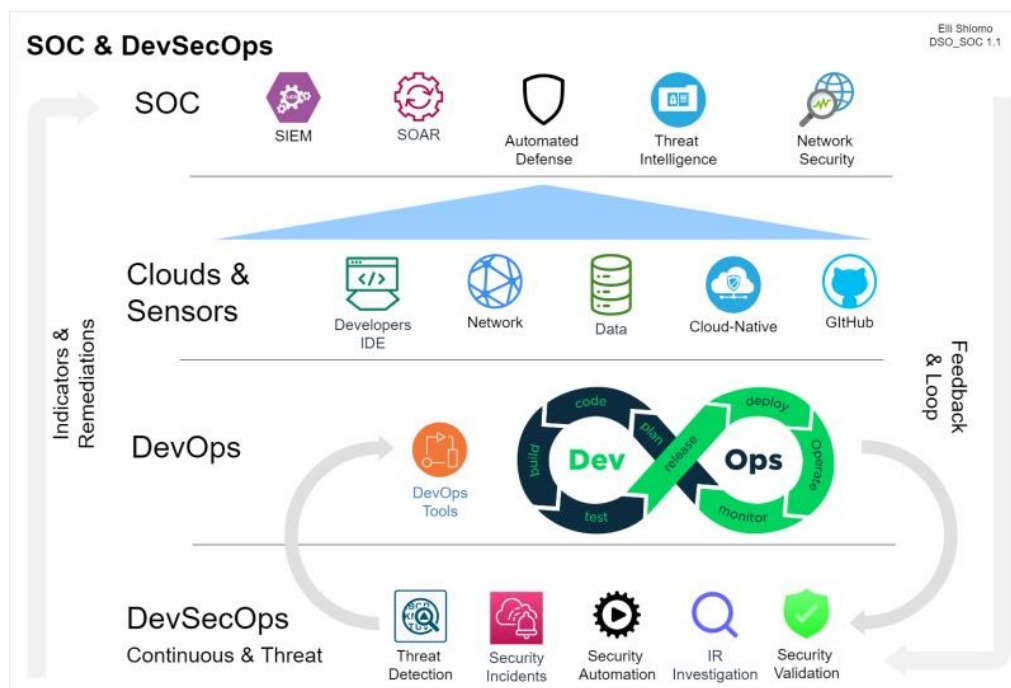 SOC & DevSecOps
Elli Shlomo
DSO_SOC 1.1
SOC
SIEM
SOAR
Automated
Defense
Threat
Intelligence
Network
Security
Clouds &
Sensors
Developers
IDE
Network
Data
Cloud-Native
GItHub
Indicators &
Remediations
Feedback
& Loop
DevOps
DevOps
Tools
Dev
Ops
code
plan
build
test
release
deploy
Operate
monitor
DevSecOps
Continuous & Threat
Threat
Detection
Security
Incidents
Security
Automation
IR
Investigation
Security
Validation